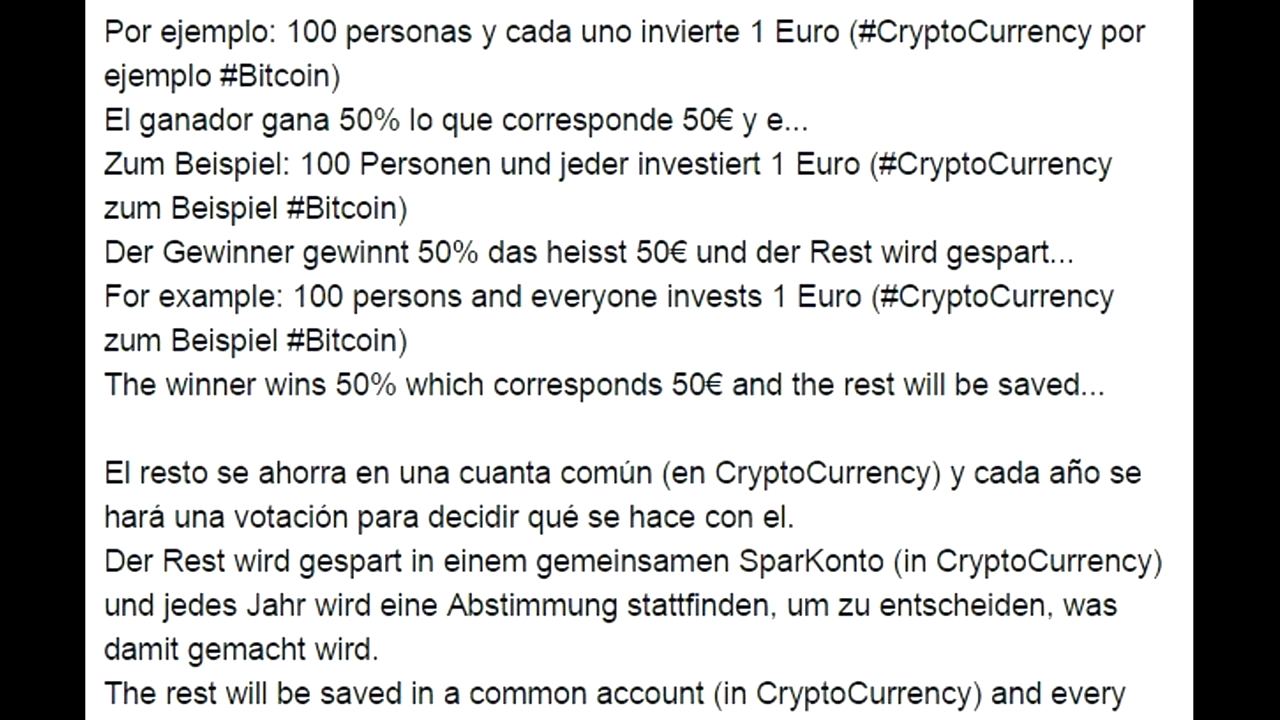 Por ejemplo: 100 personas y cada uno invierte 1 Euro (#CryptoCurrency por
ejemplo #Bitcoin)
El ganador gana 50% lo que corresponde 50€ y e...
Zum Beispiel: 100 Personen und jeder investiert 1 Euro (#CryptoCurrency
zum Beispiel #Bitcoin)
Der Gewinner gewinnt 50% das heisst 50€ und der Rest wird gespart...
For example: 100 persons and everyone invests 1 Euro (#CryptoCurrency
zum Beispiel #Bitcoin)
The winner wins 50% which corresponds 50€ and the rest will be saved...

El resto se ahorra en una cuanta común (en CryptoCurrency) y cada año se
hará una votación para decidir qué se hace con el.
Der Rest wird gespart in einem gemeinsamen SparKonto (in CryptoCurrency)
und jedes Jahr wird eine Abstimmung stattfinden, um zu entscheiden, was
damit gemacht wird.
The rest will be saved in a common account (in CryptoCurrency) and every